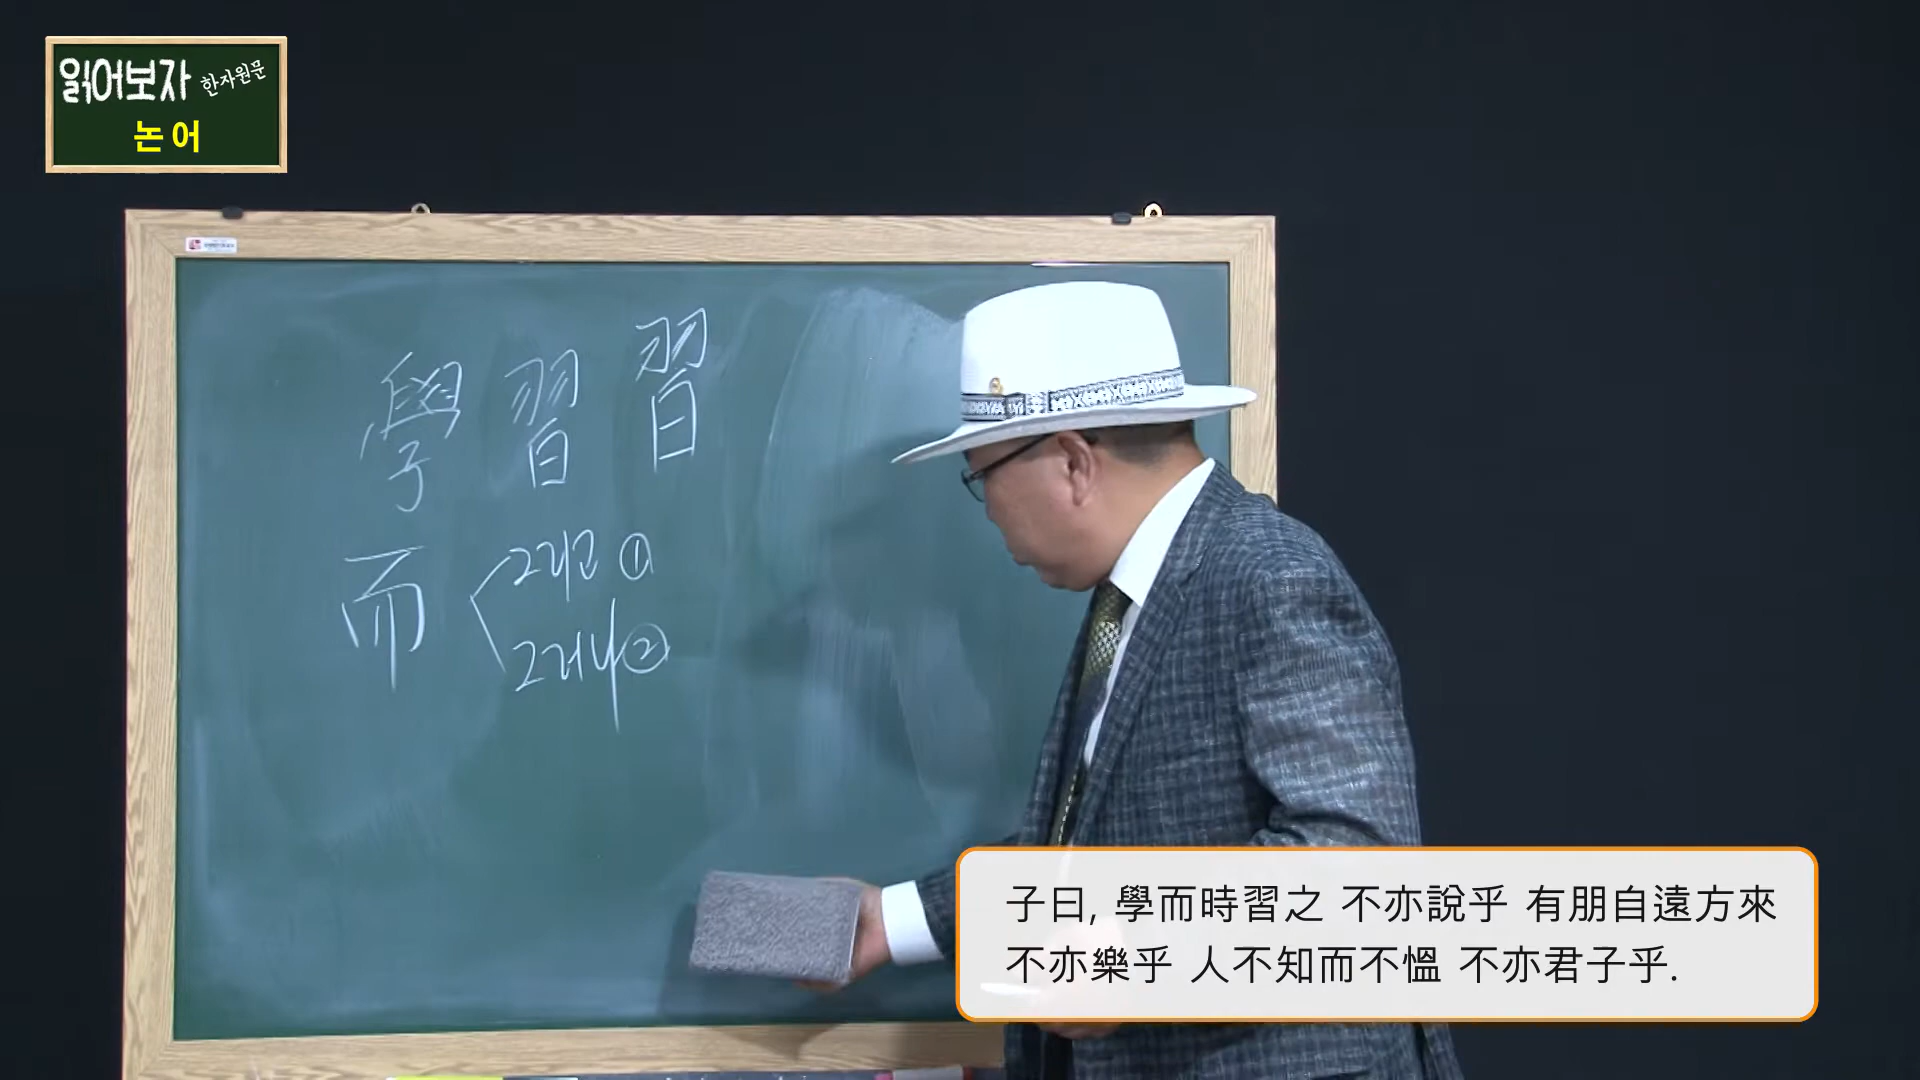 읽어보자 한자원문
논어
學習習
而 그리고 ①
그러나 ②
子曰, 學而時習之 不亦說乎 有朋自遠方來
不亦樂乎 人不知而不慍 不亦君子乎.